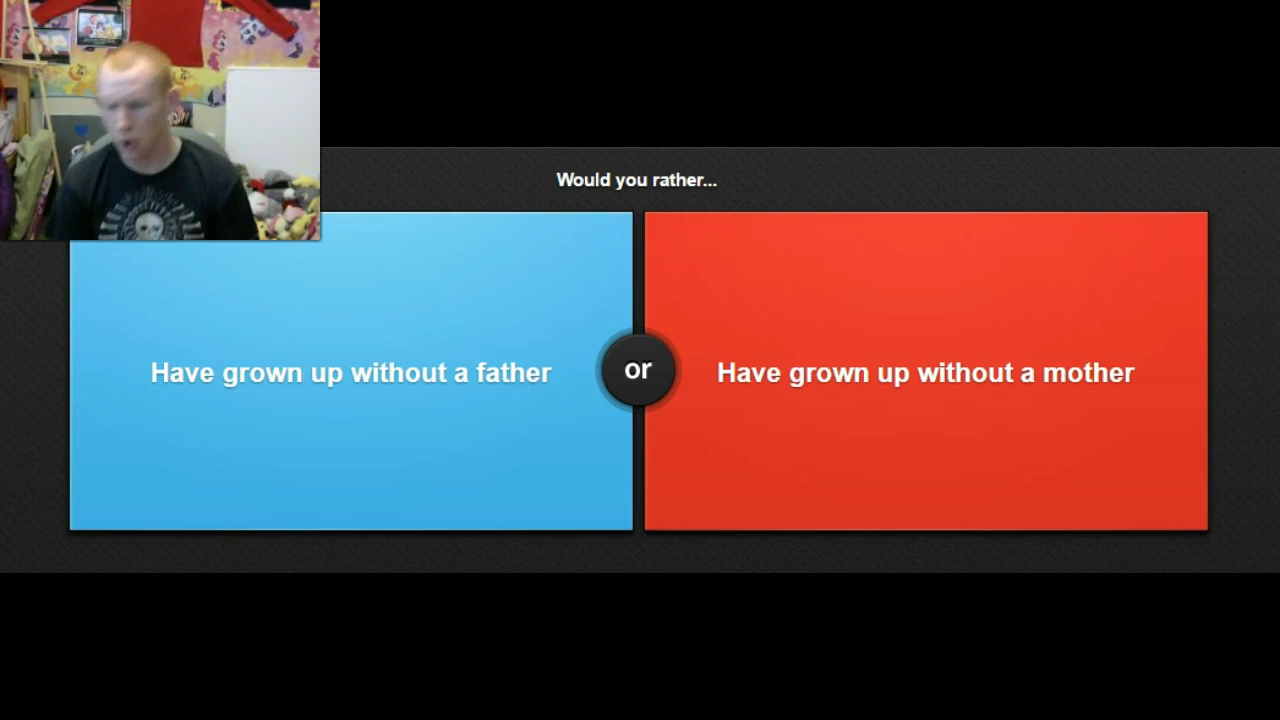 Would you rather...
Have grown up without a father
or
Have grown up without a mother